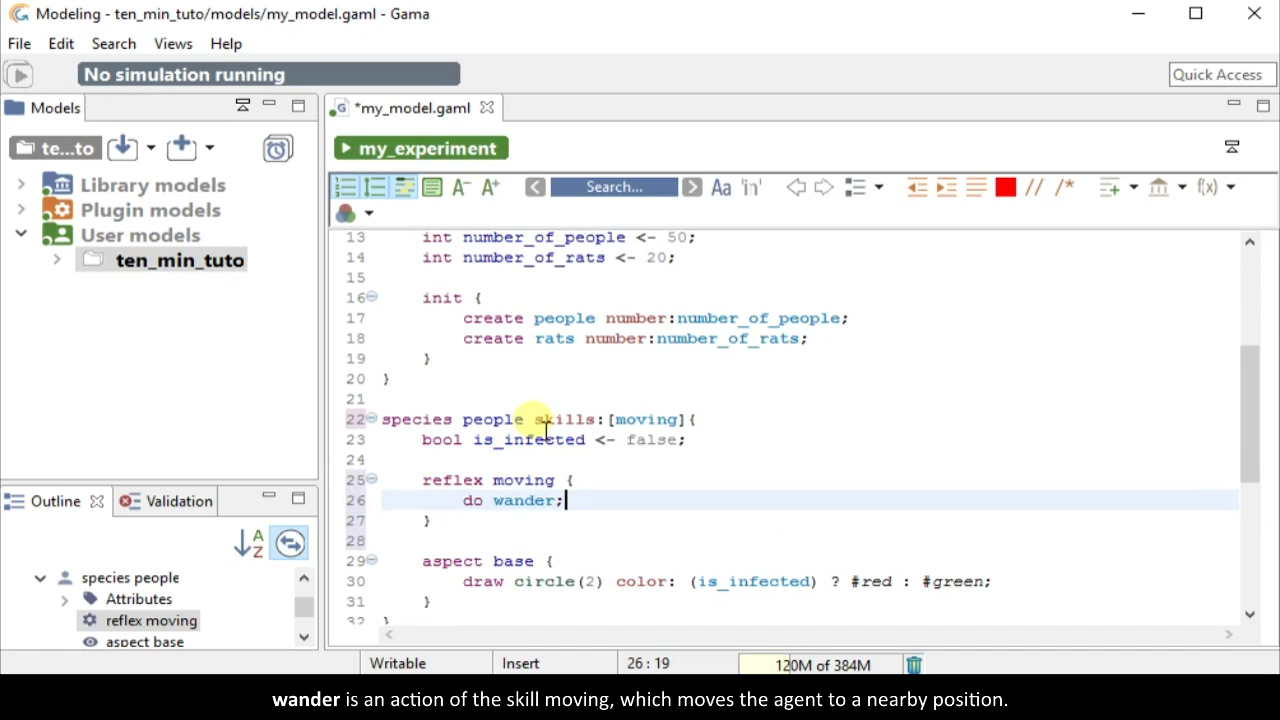 Modeling - ten_min_tuto/models/my_model.gaml - Gama
File Edit Search Views Help
No simulation running
Quick Access
Models
*my_model.gaml
te...to
my_experiment
A⁻ A⁺ Search... Aa 'in' // /* f(x)
Library models
Plugin models
User models
ten_min_tuto
13 int number_of_people <- 50;
14 int number_of_rats <- 20;
15
16 init {
17 create people number:number_of_people;
18 create rats number:number_of_rats;
19 }
20 }
21
22 species people skills:[moving]{
23 bool is_infected <- false;
24
25 reflex moving {
26 do wander;
27 }
28
29 aspect base {
30 draw circle(2) color: (is_infected) ? #red : #green;
31 }
32 }
Outline
Validation
A
Z
species people
Attributes
reflex moving
aspect base
Writable Insert 26 : 19 120M of 384M
wander is an action of the skill moving, which moves the agent to a nearby position.